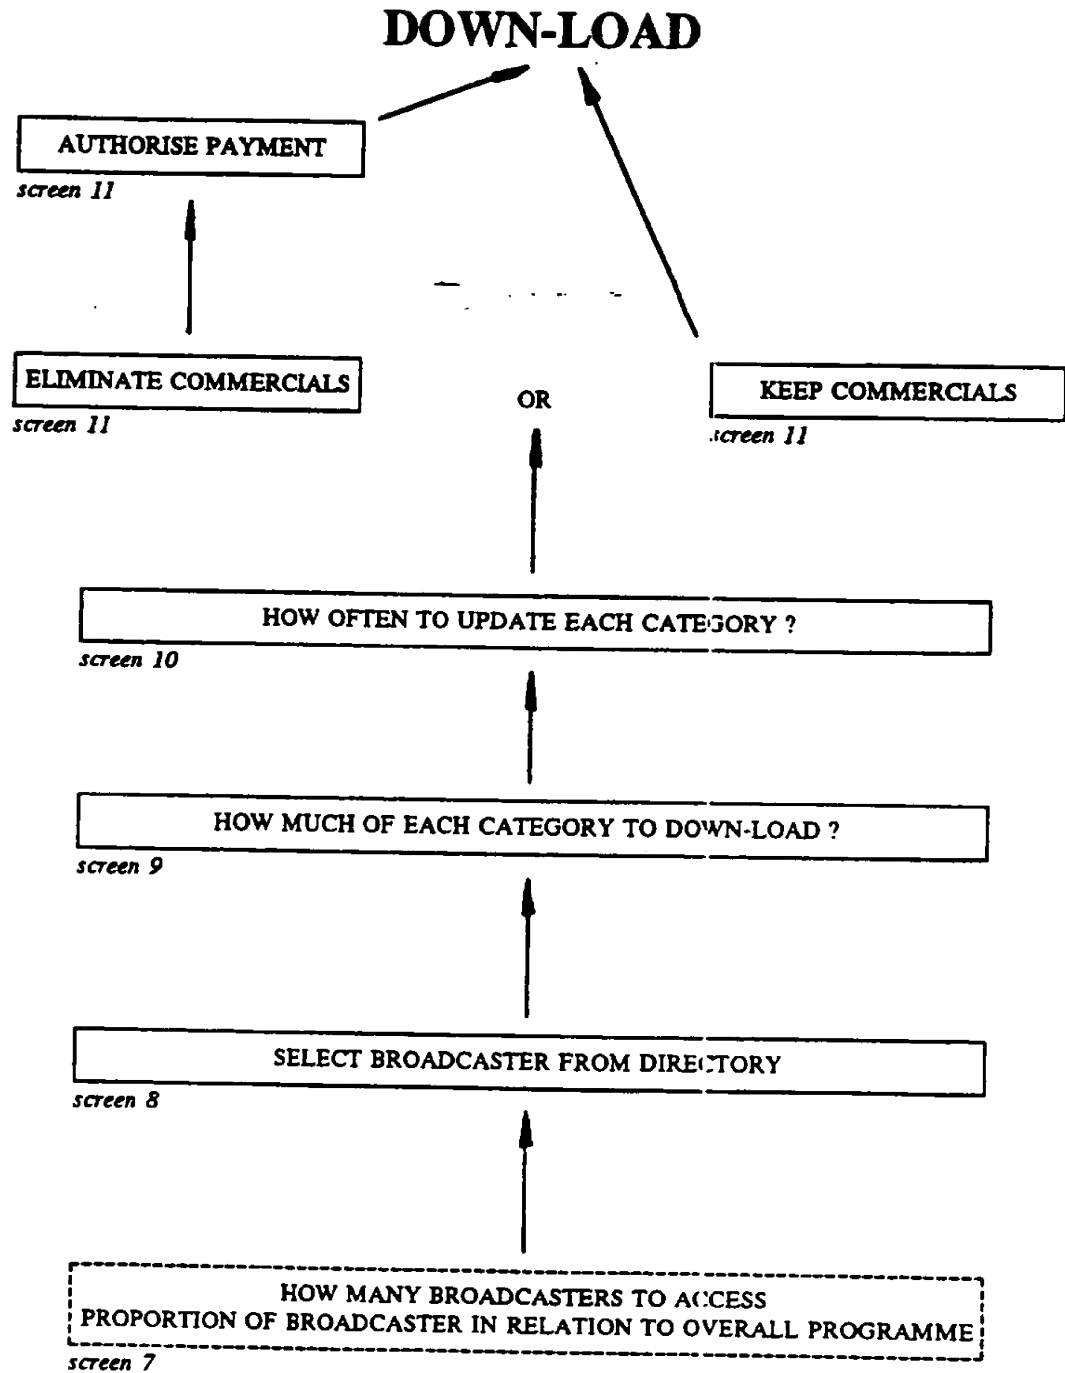 DOWN-LOAD
AUTHORISE PAYMENT
screen 11
ELIMINATE COMMERCIALS
screen 11
OR
KEEP COMMERCIALS
screen 11
HOW OFTEN TO UPDATE EACH CATEGORY ?
screen 10
HOW MUCH OF EACH CATEGORY TO DOWN-LOAD ?
screen 9
SELECT BROADCASTER FROM DIRECTORY
screen 8
HOW MANY BROADCASTERS TO ACCESS
PROPORTION OF BROADCASTER IN RELATION TO OVERALL PROGRAMME
screen 7